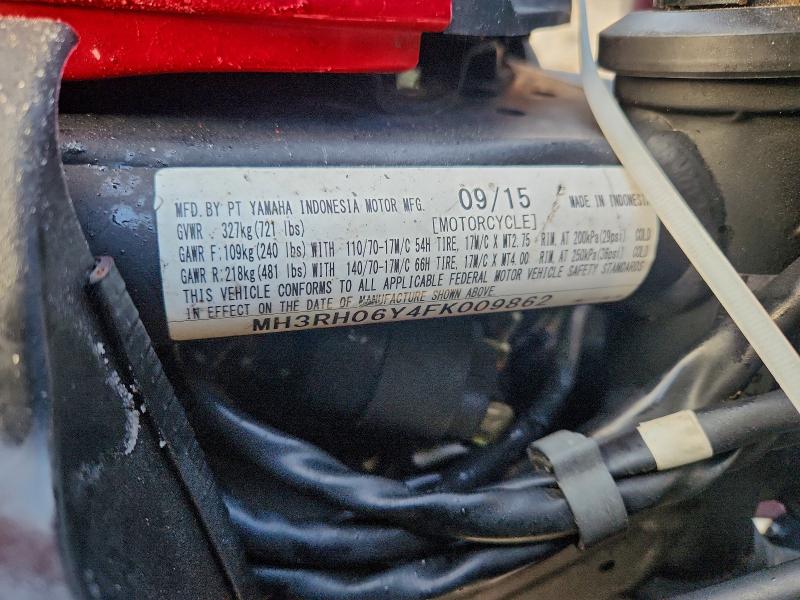 MFD. BY PT YAMAHA INDONESIA MOTOR MFG. 09/15 MADE IN INDONESIA
GVWR : 327kg(721 lbs) [MOTORCYCLE]
GAWR F: 109kg(240 lbs) WITH 110/70-17M/C 54H TIRE, 17M/C X MT2.75 RIM, AT 200kPa(29psi) COLD
GAWR R: 218kg(481 lbs) WITH 140/70-17M/C 66H TIRE, 17M/C X MT4.00 RIM, AT 250kPa(36psi) COLD
THIS VEHICLE CONFORMS TO ALL APPLICABLE FEDERAL MOTOR VEHICLE SAFETY STANDARDS
IN EFFECT ON THE DATE OF MANUFACTURE SHOWN ABOVE
MH3RH06Y4FK009862